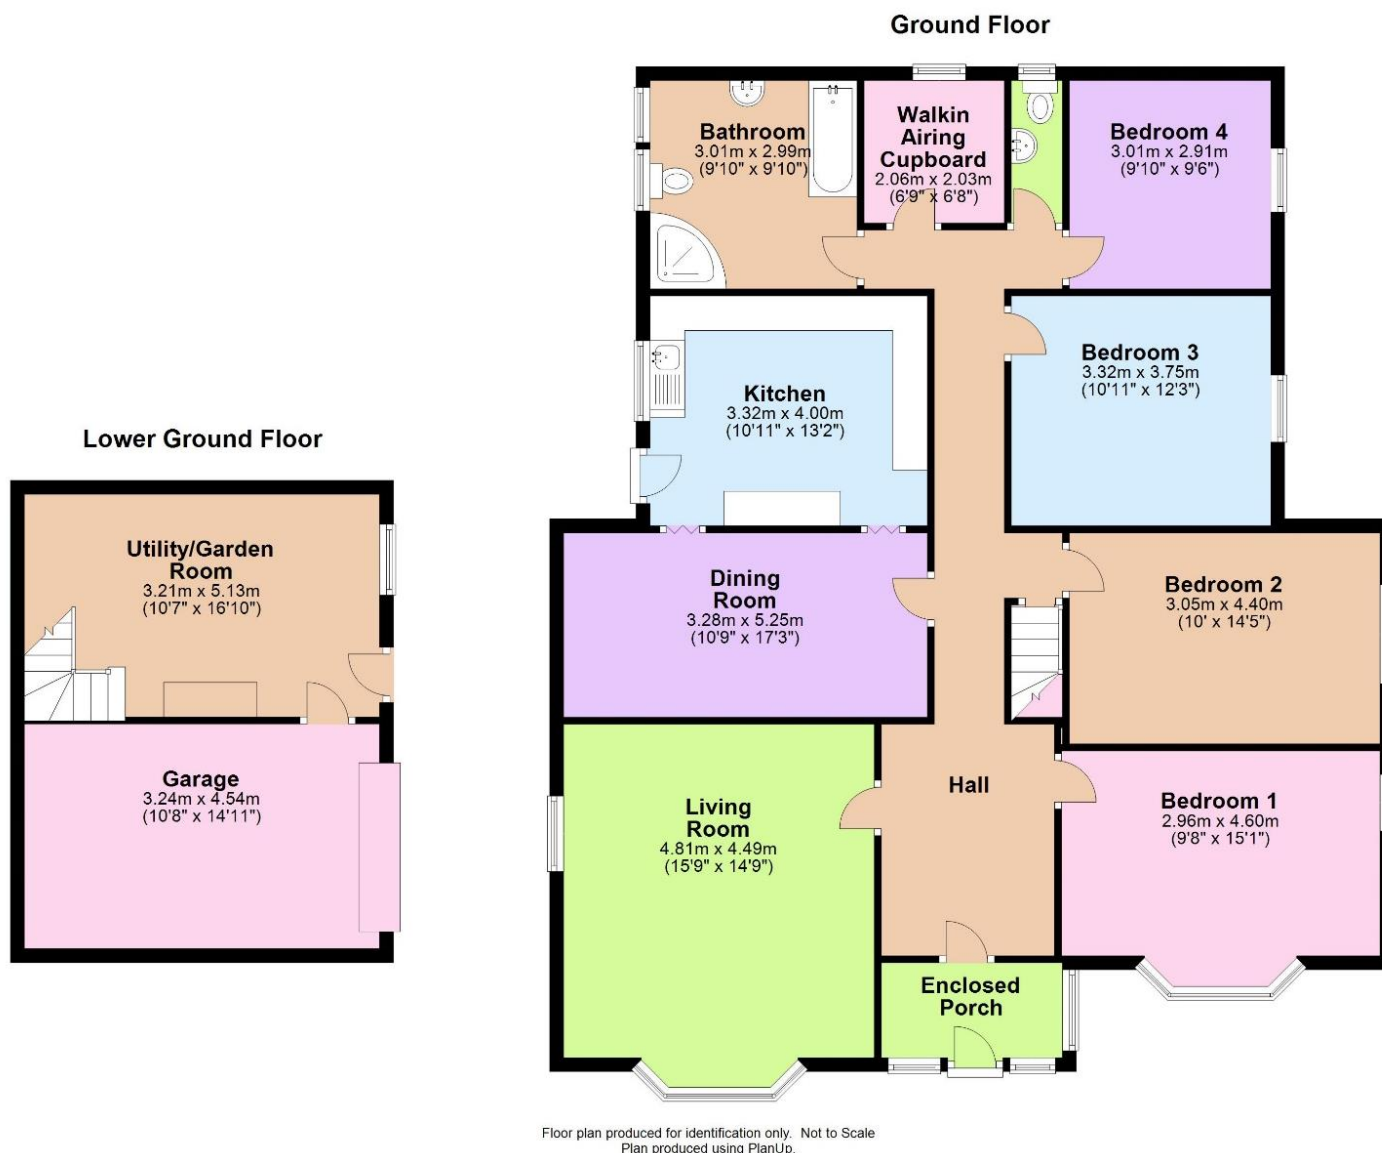 Ground Floor
Walkin
Airing
Cupboard
2.06m x 2.03m
(6'9" x 6'8")
Bathroom
3.01m x 2.99m
(9'10" x 9'10")
Bedroom 4
3.01m x 2.91m
(9'10" x 9'6")
Kitchen
3.32m x 4.00m
(10'11" x 13'2")
Bedroom 3
3.32m x 3.75m
(10'11" x 12'3")
Lower Ground Floor
Utility/Garden
Room
3.21m x 5.13m
(10'7" x 16'10")
Dining
Room
3.28m x 5.25m
(10'9" x 17'3")
Bedroom 2
3.05m x 4.40m
(10' x 14'5")
Garage
3.24m x 4.54m
(10'8" x 14'11")
Living
Room
4.81m x 4.49m
(15'9" x 14'9")
Hall
Bedroom 1
2.96m x 4.60m
(9'8" x 15'1")
Enclosed
Porch
Floor plan produced for identification only.  Not to Scale
Plan produced using PlanUp.